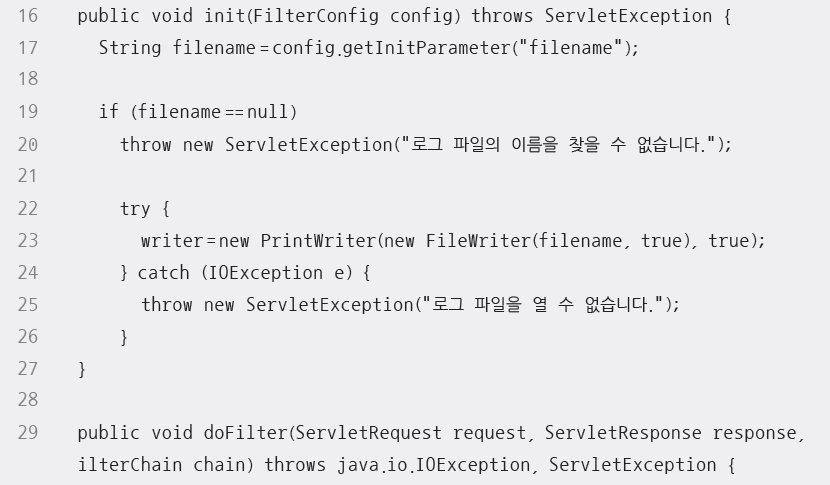 16 public void init(FilterConfig config) throws ServletException {
17 String filename=config.getInitParameter("filename");
18
19 if (filename==null)
20 throw new ServletException("로그 파일의 이름을 찾을 수 없습니다.");
21
22 try {
23 writer=new PrintWriter(new FileWriter(filename, true), true);
24 } catch (IOException e) {
25 throw new ServletException("로그 파일을 열 수 없습니다.");
26 }
27 }
28
29 public void doFilter(ServletRequest request, ServletResponse response,
ilterChain chain) throws java.io.IOException, ServletException {